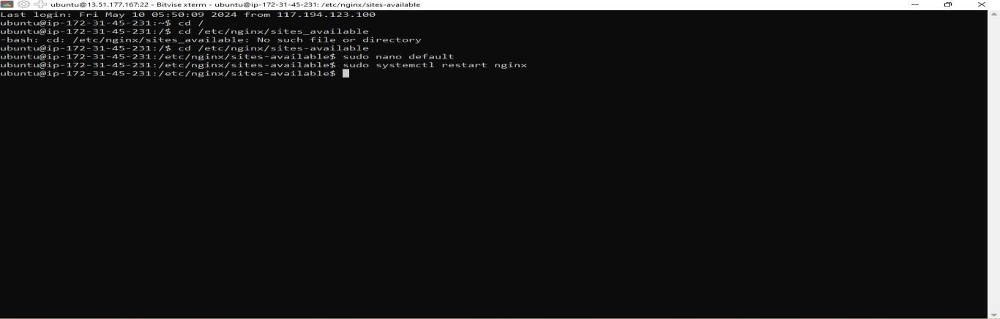 ubuntu@13.51.177.167:22 - Bitvise xterm - ubuntu@ip-172-31-45-231: /etc/nginx/sites-available
Last login: Fri May 10 05:50:09 2024 from 117.194.123.100
ubuntu@ip-172-31-45-231:~$ cd /
ubuntu@ip-172-31-45-231:/$ cd /etc/nginx/sites_available
-bash: cd: /etc/nginx/sites_available: No such file or directory
ubuntu@ip-172-31-45-231:/$ cd /etc/nginx/sites-available
ubuntu@ip-172-31-45-231:/etc/nginx/sites-available$ sudo nano default
ubuntu@ip-172-31-45-231:/etc/nginx/sites-available$ sudo systemctl restart nginx
ubuntu@ip-172-31-45-231:/etc/nginx/sites-available$